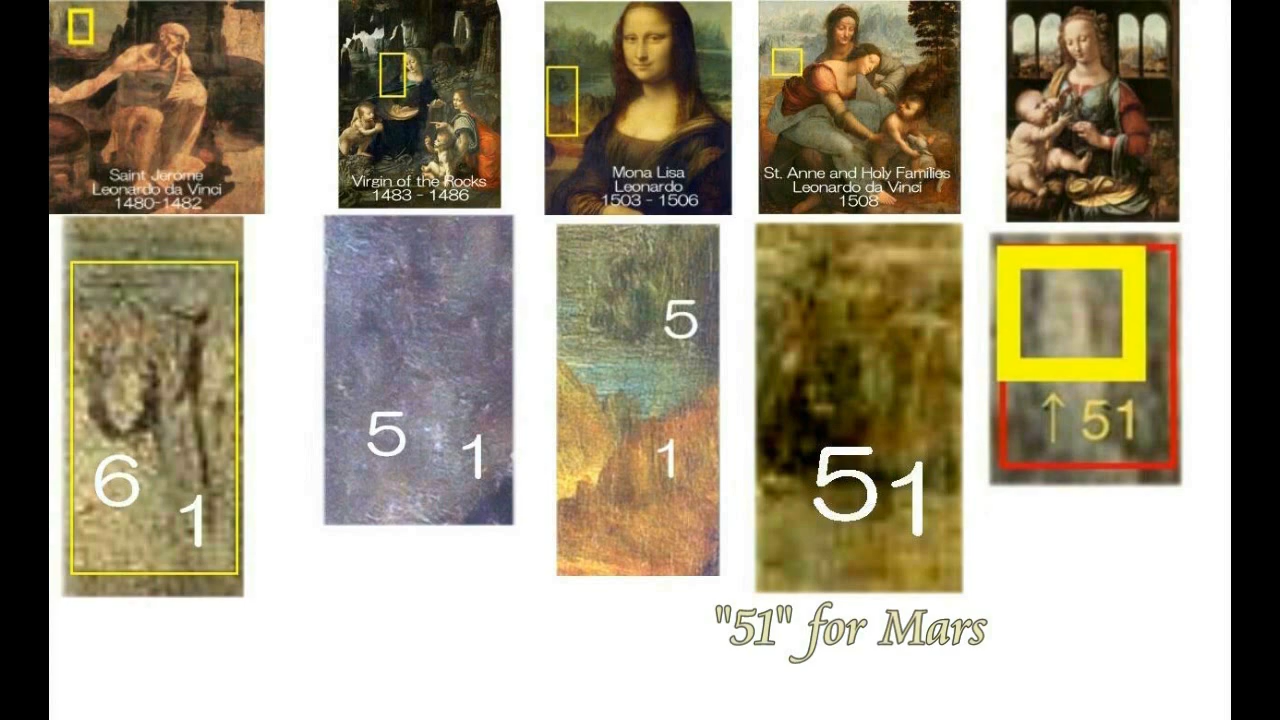 Saint Jerome
Leonardo da Vinci
1480-1482
Virgin of the Rocks
1483 - 1486
Mona Lisa
Leonardo
1503 - 1506
St. Anne and Holy Families
Leonardo da Vinci
1508
6
1
5
1
5
1
51
↑ 51
"51" for Mars